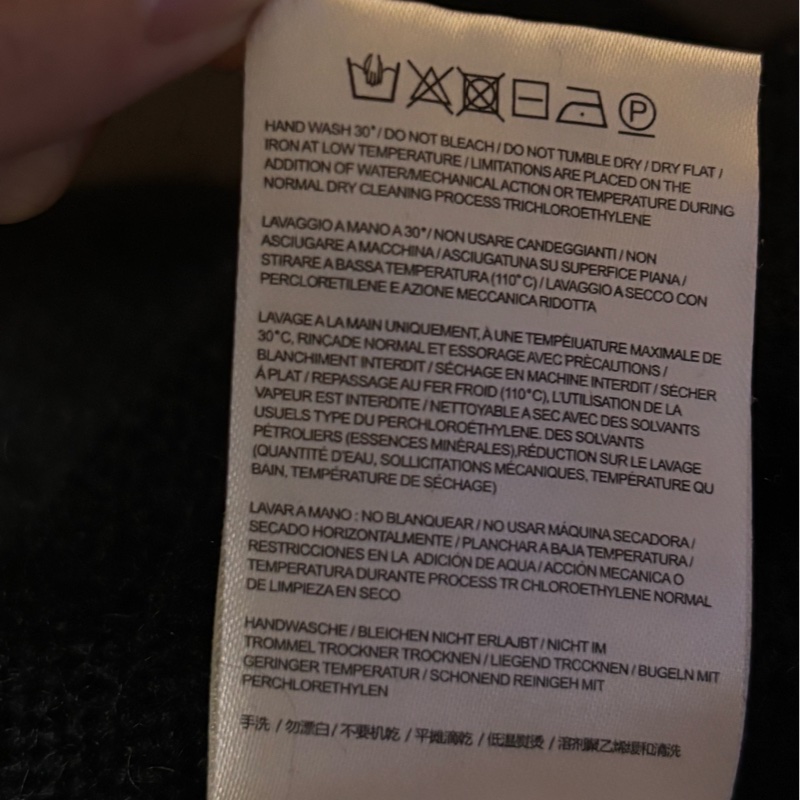 P
HAND WASH 30°/ DO NOT BLEACH / DO NOT TUMBLE DRY / DRY FLAT /
IRON AT LOW TEMPERATURE / LIMITATIONS ARE PLACED ON THE
ADDITION OF WATER/MECHANICAL ACTION OR TEMPERATURE DURING
NORMAL DRY CLEANING PROCESS TRICHLOROETHYLENE
LAVAGGIO A MANO A 30°/ NON USARE CANDEGGIANTI / NON
ASCIUGARE A MACCHINA / ASCIUGATUNA SU SUPERFICE PIANA /
STIRARE A BASSA TEMPERATURA (110°C) / LAVAGGIO A SECCO CON
PERCLORETILENE E AZIONE MECCANICA RIDOTTA
LAVAGE A LA MAIN UNIQUEMENT, À UNE TEMPÉIUATURE MAXIMALE DE
30°C, RINCADE NORMAL ET ESSORAGE AVEC PRÉCAUTIONS /
BLANCHIMENT INTERDIT / SÉCHAGE EN MACHINE INTERDIT / SÉCHER
À PLAT / REPASSAGE AU FER FROID (110°C), L'UTILISATION DE LA
VAPEUR EST INTERDITE / NETTOYABLE A SEC AVEC DES SOLVANTS
USUELS TYPE DU PERCHLOROÉTHYLENE. DES SOLVANTS
PÉTROLIERS (ESSENCES MINÉRALES),RÉDUCTION SUR LE LAVAGE
(QUANTITÉ D'EAU, SOLLICITATIONS MÉCANIQUES, TEMPÉRATURE QU
BAIN, TEMPÉRATURE DE SÉCHAGE)
LAVAR A MANO : NO BLANQUEAR / NO USAR MÁQUINA SECADORA /
SECADO HORIZONTALMENTE / PLANCHAR A BAJA TEMPERATURA /
RESTRICCIONES EN LA ADICIÓN DE AQUA / ACCIÓN MECANICA O
TEMPERATURA DURANTE PROCESS TR CHLOROETHYLENE NORMAL
DE LIMPIEZA EN SECO
HANDWASCHE / BLEICHEN NICHT ERLAJBT / NICHT IM
TROMMEL TROCKNER TROCKNEN / LIEGEND TRCCKNEN / BUGELN MIT
GERINGER TEMPERATUR / SCHONEND REINIGEH MIT
PERCHLORETHYLEN
手洗 / 勿漂白 / 不要机乾 / 平摊滴乾 / 低温熨烫 / 溶剂聚乙烯缓和清洗